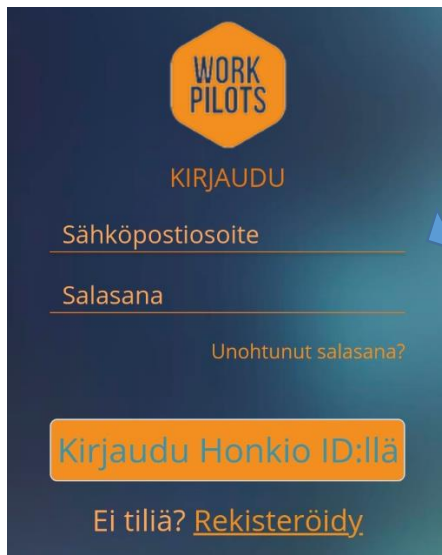 WORK
PILOTS
KIRJAUDU
Sähköpostiosoite
Salasana
Unohtunut salasana?
Kirjaudu Honkio ID:llä
Ei tiliä? Rekisteröidy